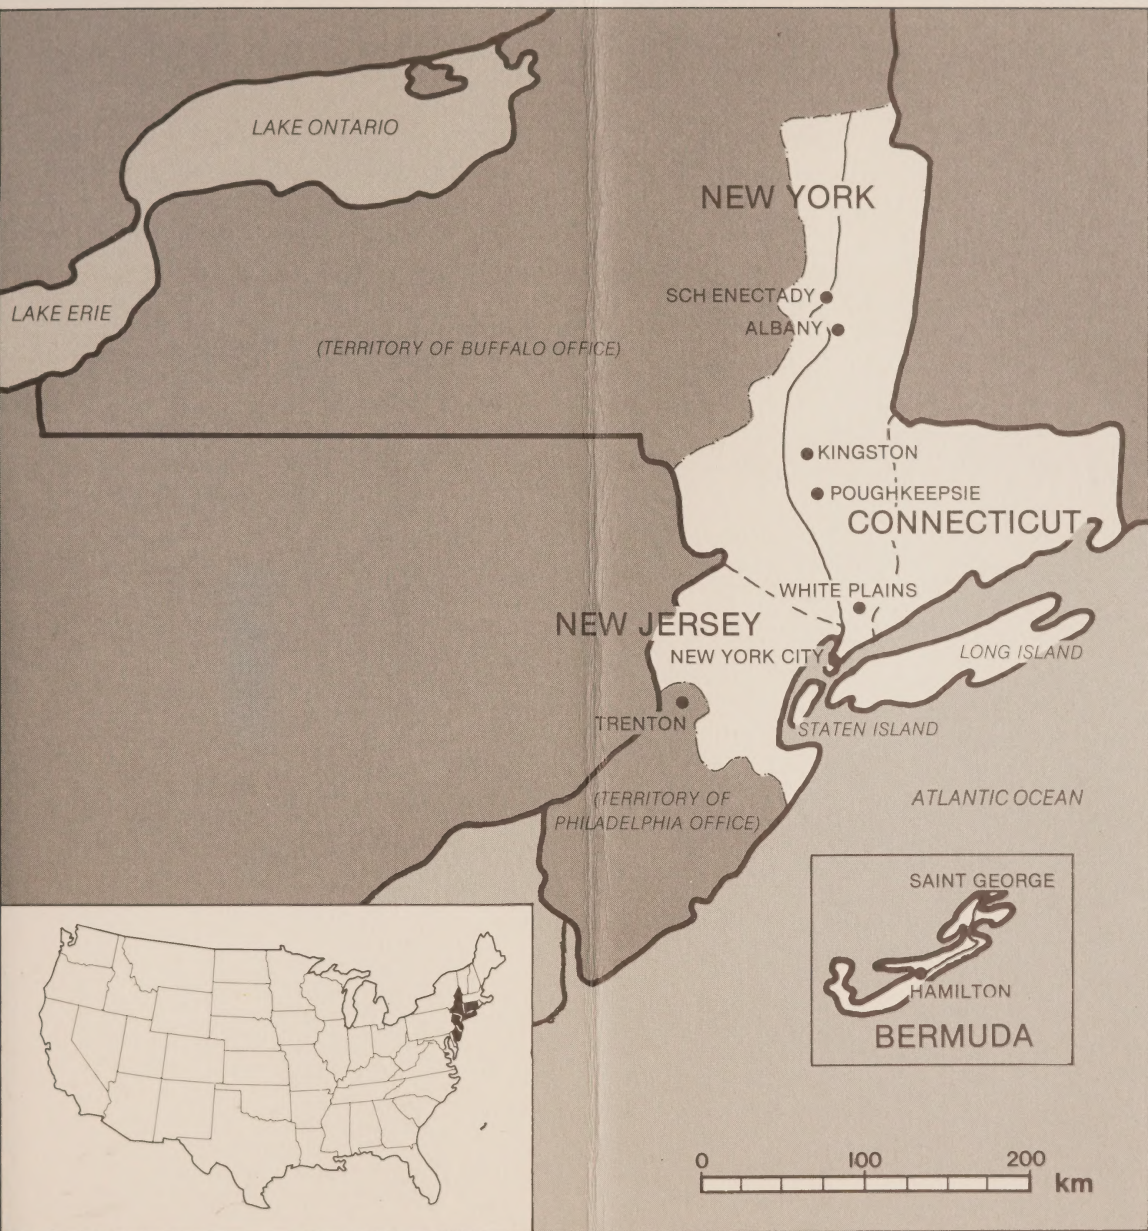 LAKE ONTARIO
NEW YORK
SCH ENECTADY
LAKE ERIE
ALBANY
(TERRITORY OF BUFFALO OFFICE)
KINGSTON
POUGHKEEPSIE
CONNECTICUT
WHITE PLAINS
NEW JERSEY
NEW YORK CITY
LONG ISLAND
TRENTON
STATEN ISLAND
(TERRITORY OF
PHILADELPHIA OFFICE)
ATLANTIC OCEAN
SAINT GEORGE
HAMILTON
BERMUDA
0 100 200
km